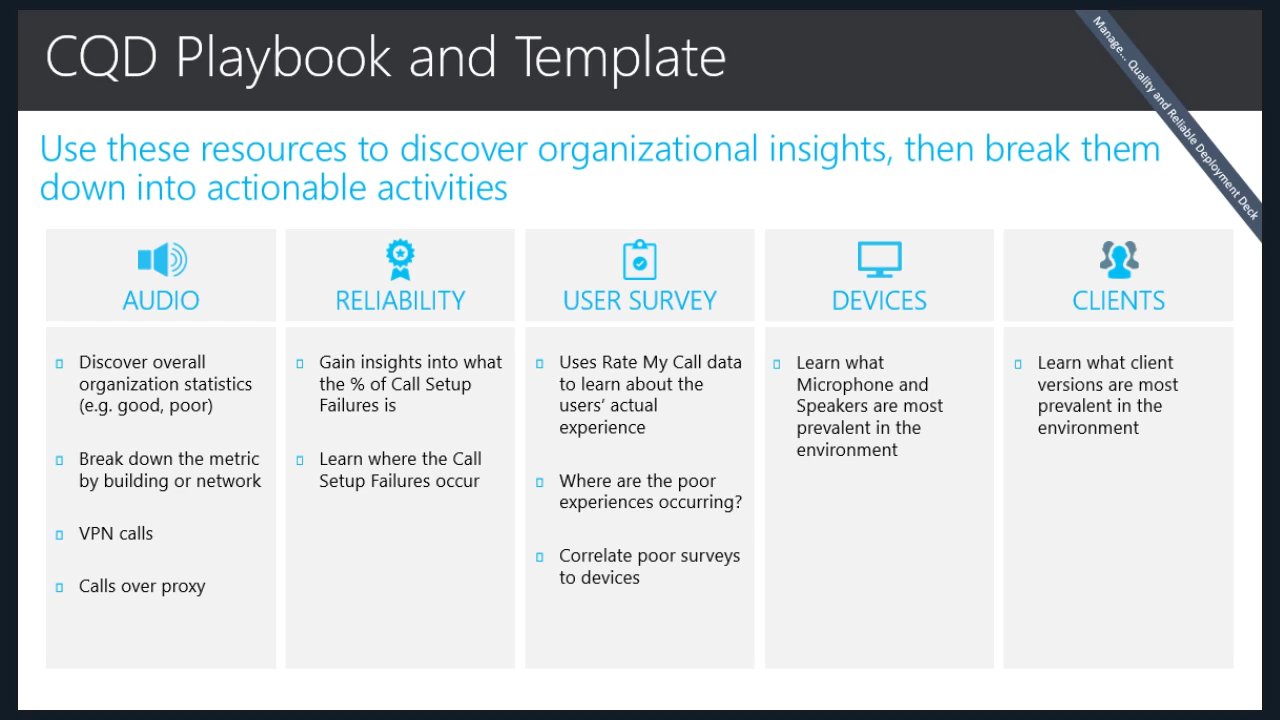 CQD Playbook and Template
Manage... Quality and Reliable Deployment Deck
Use these resources to discover organizational insights, then break them
down into actionable activities
AUDIO
Discover overall
organization statistics
(e.g. good, poor)
Break down the metric
by building or network
VPN calls
Calls over proxy
RELIABILITY
Gain insights into what
the % of Call Setup
Failures is
Learn where the Call
Setup Failures occur
USER SURVEY
Uses Rate My Call data
to learn about the
users’ actual
experience
Where are the poor
experiences occurring?
Correlate poor surveys
to devices
DEVICES
Learn what
Microphone and
Speakers are most
prevalent in the
environment
CLIENTS
Learn what client
versions are most
prevalent in the
environment